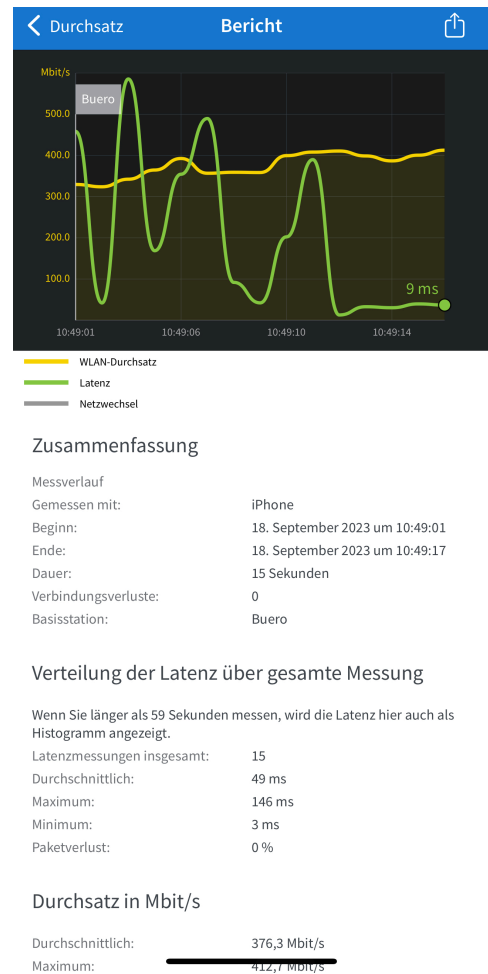 Durchsatz
Bericht
Mbit/s
Buero
500.0
400.0
300.0
200.0
100.0
9 ms
10:49:01 10:49:06 10:49:10 10:49:14
WLAN-Durchsatz
Latenz
Netzwechsel
Zusammenfassung
Messverlauf
Gemessen mit: iPhone
Beginn: 18. September 2023 um 10:49:01
Ende: 18. September 2023 um 10:49:17
Dauer: 15 Sekunden
Verbindungsverluste: 0
Basisstation: Buero
Verteilung der Latenz über gesamte Messung
Wenn Sie länger als 59 Sekunden messen, wird die Latenz hier auch als
Histogramm angezeigt.
Latenzmessungen insgesamt: 15
Durchschnittlich: 49 ms
Maximum: 146 ms
Minimum: 3 ms
Paketverlust: 0 %
Durchsatz in Mbit/s
Durchschnittlich: 376,3 Mbit/s
Maximum: 412,7 Mbit/s